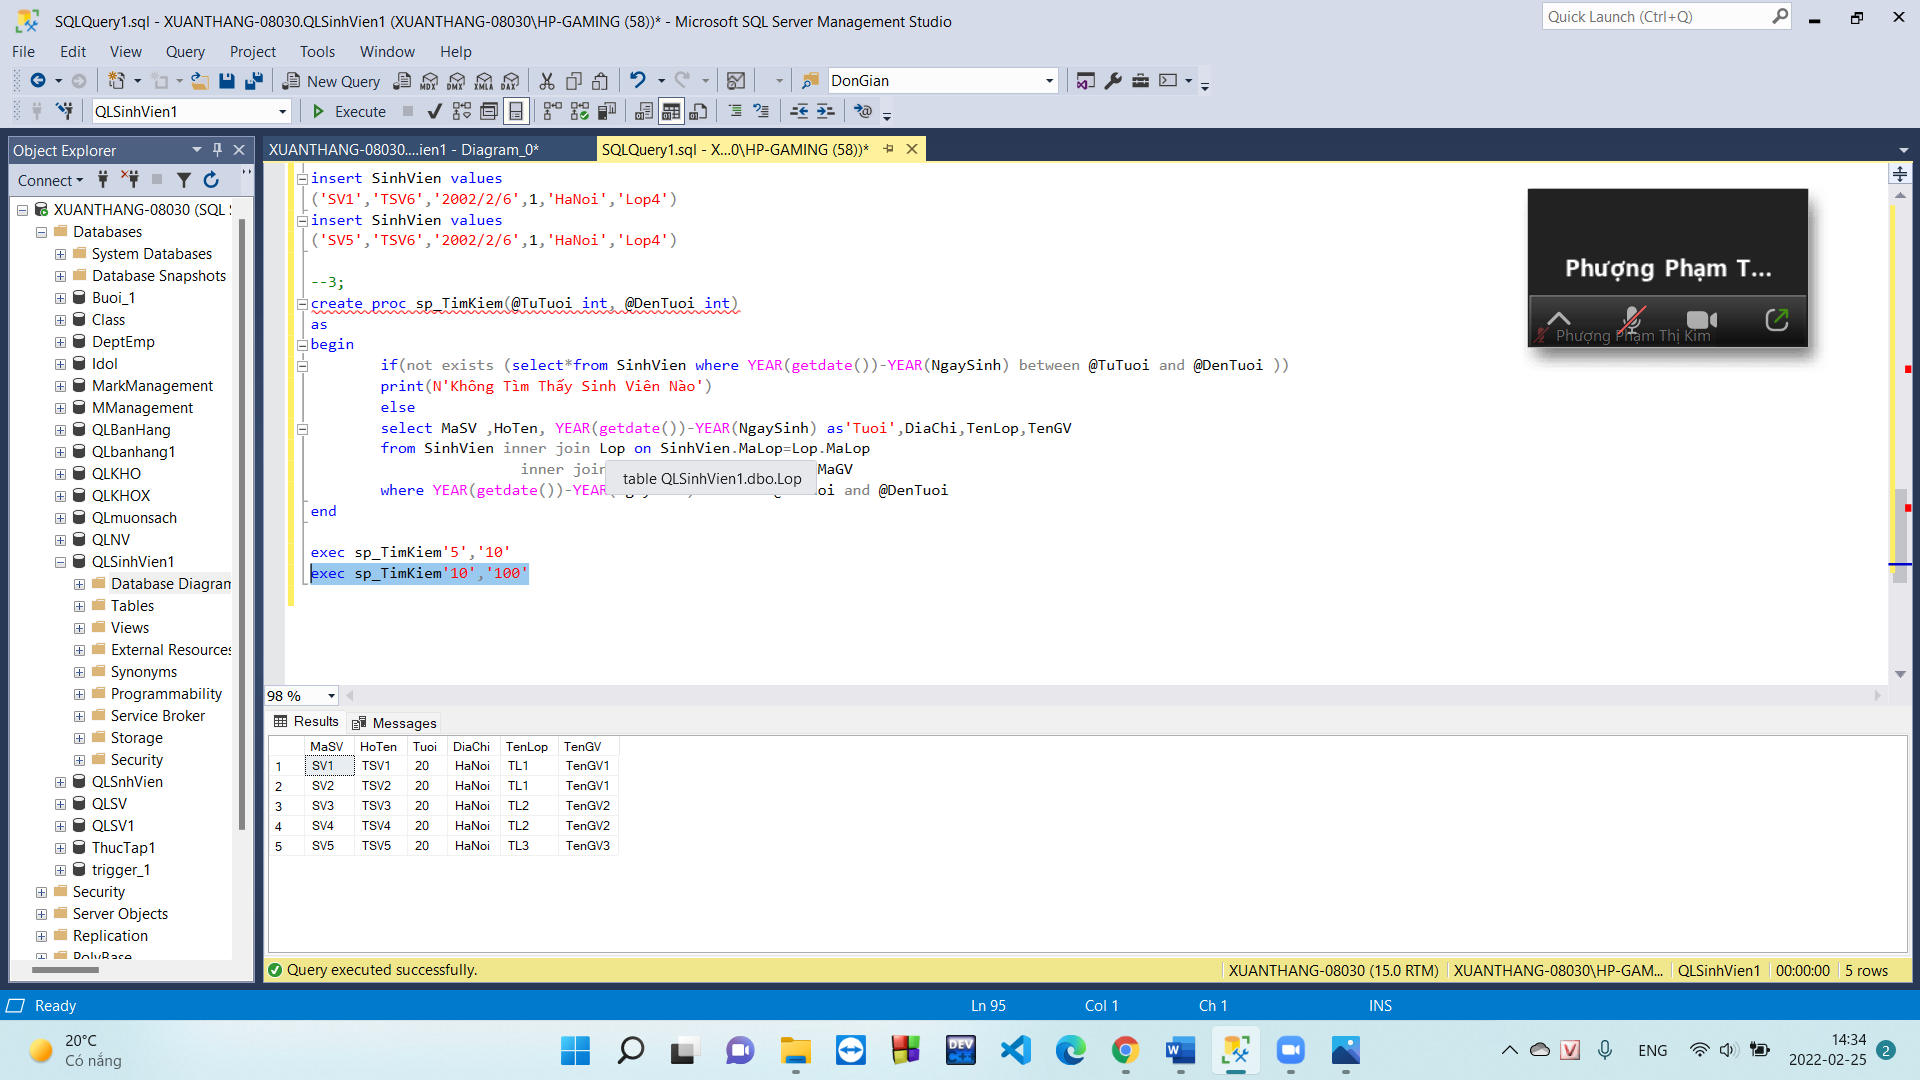 SQLQuery1.sql - XUANTHANG-08030.QLSinhVien1 (XUANTHANG-08030\HP-GAMING (58))* - Microsoft SQL Server Management Studio
Quick Launch (Ctrl+Q)
File Edit View Query Project Tools Window Help
New Query
MDX DMX XMLA DAX
DonGian
QLSinhVien1
Execute
Object Explorer
XUANTHANG-08030....ien1 - Diagram_0*
SQLQuery1.sql - X...0\HP-GAMING (58))*
Connect
XUANTHANG-08030 (SQL S
Databases
System Databases
Database Snapshots
Buoi_1
Class
DeptEmp
Idol
MarkManagement
MManagement
QLBanHang
QLbanhang1
QLKHO
QLKHOX
QLmuonsach
QLNV
QLSinhVien1
Database Diagram
Tables
Views
External Resources
Synonyms
Programmability
Service Broker
Storage
Security
QLSnhVien
QLSV
QLSV1
ThucTap1
trigger_1
Security
Server Objects
Replication
PolyBase
insert SinhVien values
('SV1','TSV6','2002/2/6',1,'HaNoi','Lop4')
insert SinhVien values
('SV5','TSV6','2002/2/6',1,'HaNoi','Lop4')
--3;
create proc sp_TimKiem(@TuTuoi int, @DenTuoi int)
as
begin
if(not exists (select*from SinhVien where YEAR(getdate())-YEAR(NgaySinh) between @TuTuoi and @DenTuoi ))
print(N'Không Tìm Thấy Sinh Viên Nào')
else
select MaSV ,HoTen, YEAR(getdate())-YEAR(NgaySinh) as'Tuoi',DiaChi,TenLop,TenGV
from SinhVien inner join Lop on SinhVien.MaLop=Lop.MaLop
inner join MaGV
table QLSinhVien1.dbo.Lop
where YEAR(getdate())-YEAR( and @DenTuoi
end
exec sp_TimKiem'5','10'
exec sp_TimKiem'10','100'
Phượng Phạm T...
Phượng Phạm Thị Kim
98 %
Results Messages
MaSV HoTen Tuoi DiaChi TenLop TenGV
1 SV1 TSV1 20 HaNoi TL1 TenGV1
2 SV2 TSV2 20 HaNoi TL1 TenGV1
3 SV3 TSV3 20 HaNoi TL2 TenGV2
4 SV4 TSV4 20 HaNoi TL2 TenGV2
5 SV5 TSV5 20 HaNoi TL3 TenGV3
Query executed successfully.
XUANTHANG-08030 (15.0 RTM) XUANTHANG-08030\HP-GAM... QLSinhVien1 00:00:00 5 rows
Ready
Ln 95 Col 1 Ch 1 INS
20°C
Có nắng
DEV
ENG
14:34
2022-02-25
2